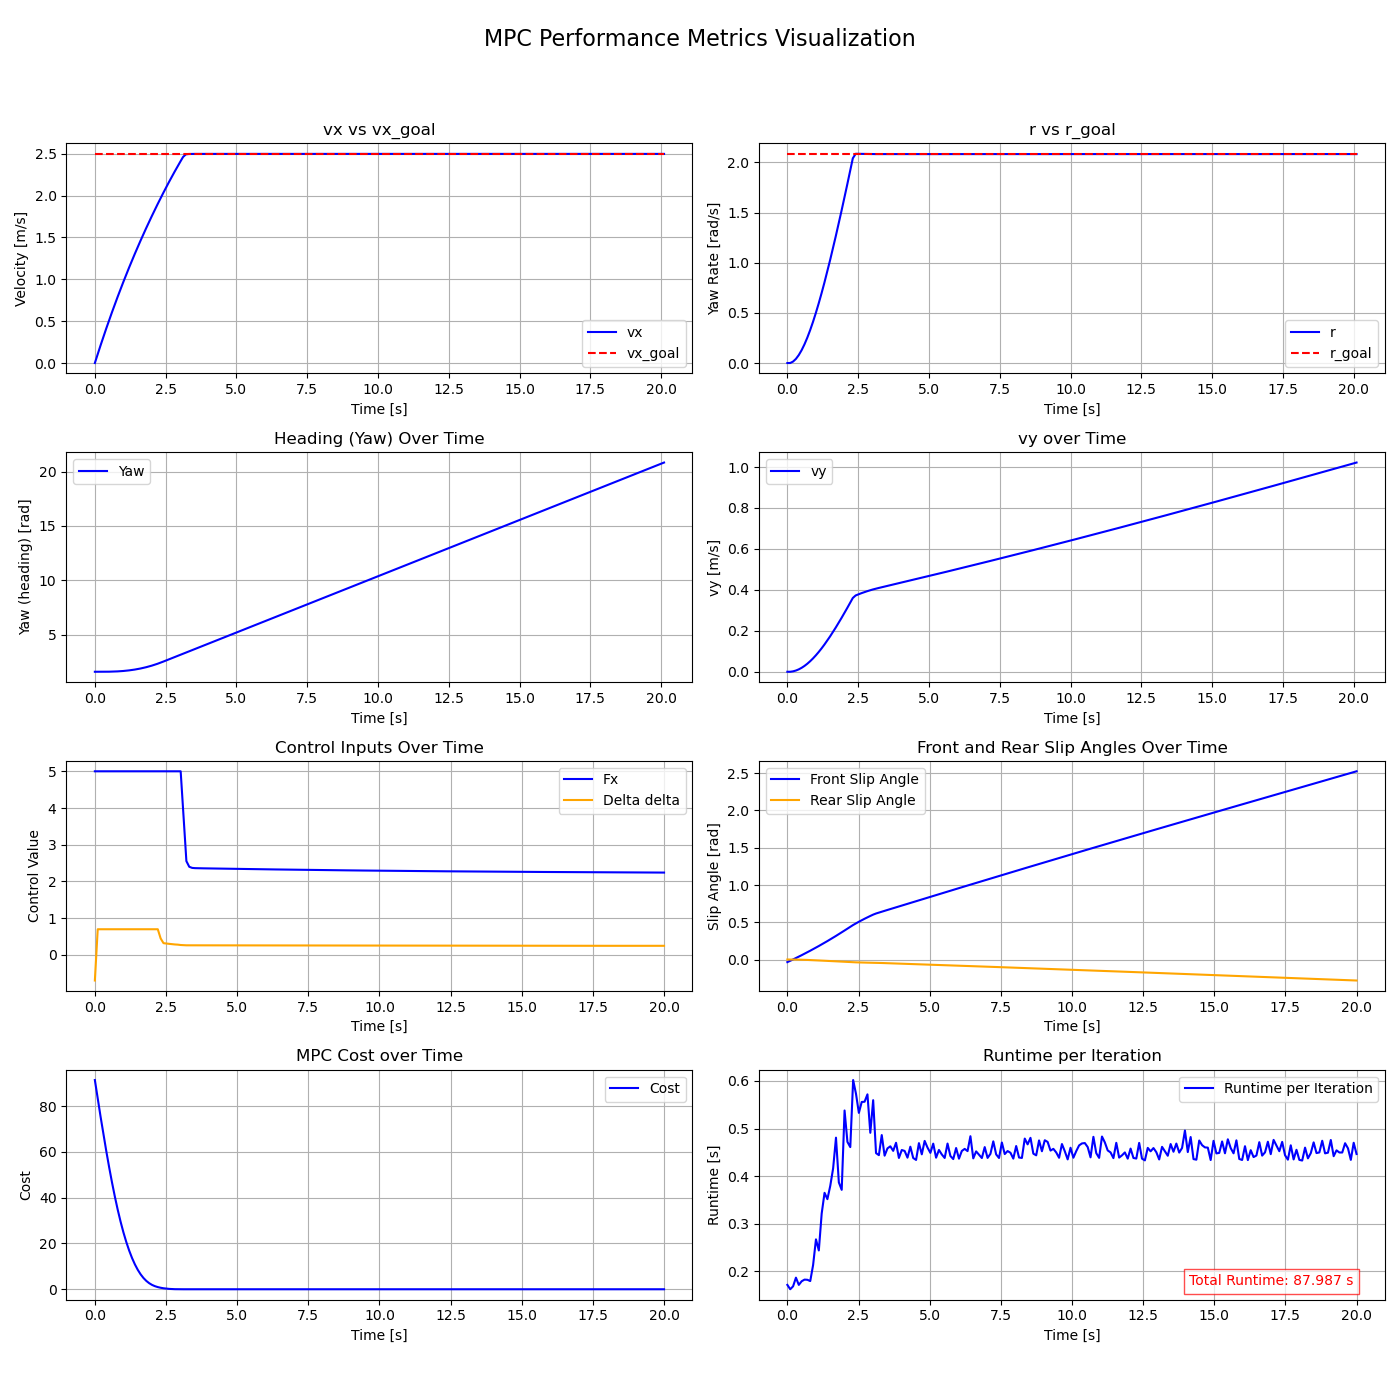 MPC Performance Metrics Visualization
vx vs vx_goal
Velocity [m/s]
2.5
2.0
1.5
1.0
0.5
0.0
vx
vx_goal
0.0 2.5 5.0 7.5 10.0 12.5 15.0 17.5 20.0
Time [s]
r vs r_goal
Yaw Rate [rad/s]
2.0
1.5
1.0
0.5
0.0
r
r_goal
0.0 2.5 5.0 7.5 10.0 12.5 15.0 17.5 20.0
Time [s]
Heading (Yaw) Over Time
Yaw (heading) [rad]
20
15
10
5
Yaw
0.0 2.5 5.0 7.5 10.0 12.5 15.0 17.5 20.0
Time [s]
vy over Time
vy [m/s]
1.0
0.8
0.6
0.4
0.2
0.0
vy
0.0 2.5 5.0 7.5 10.0 12.5 15.0 17.5 20.0
Time [s]
Control Inputs Over Time
Control Value
5
4
3
2
1
0
Fx
Delta delta
0.0 2.5 5.0 7.5 10.0 12.5 15.0 17.5 20.0
Time [s]
Front and Rear Slip Angles Over Time
Slip Angle [rad]
2.5
2.0
1.5
1.0
0.5
0.0
Front Slip Angle
Rear Slip Angle
0.0 2.5 5.0 7.5 10.0 12.5 15.0 17.5 20.0
Time [s]
MPC Cost over Time
Cost
80
60
40
20
0
Cost
0.0 2.5 5.0 7.5 10.0 12.5 15.0 17.5 20.0
Time [s]
Runtime per Iteration
Runtime [s]
0.6
0.5
0.4
0.3
0.2
Runtime per Iteration
Total Runtime: 87.987 s
0.0 2.5 5.0 7.5 10.0 12.5 15.0 17.5 20.0
Time [s]